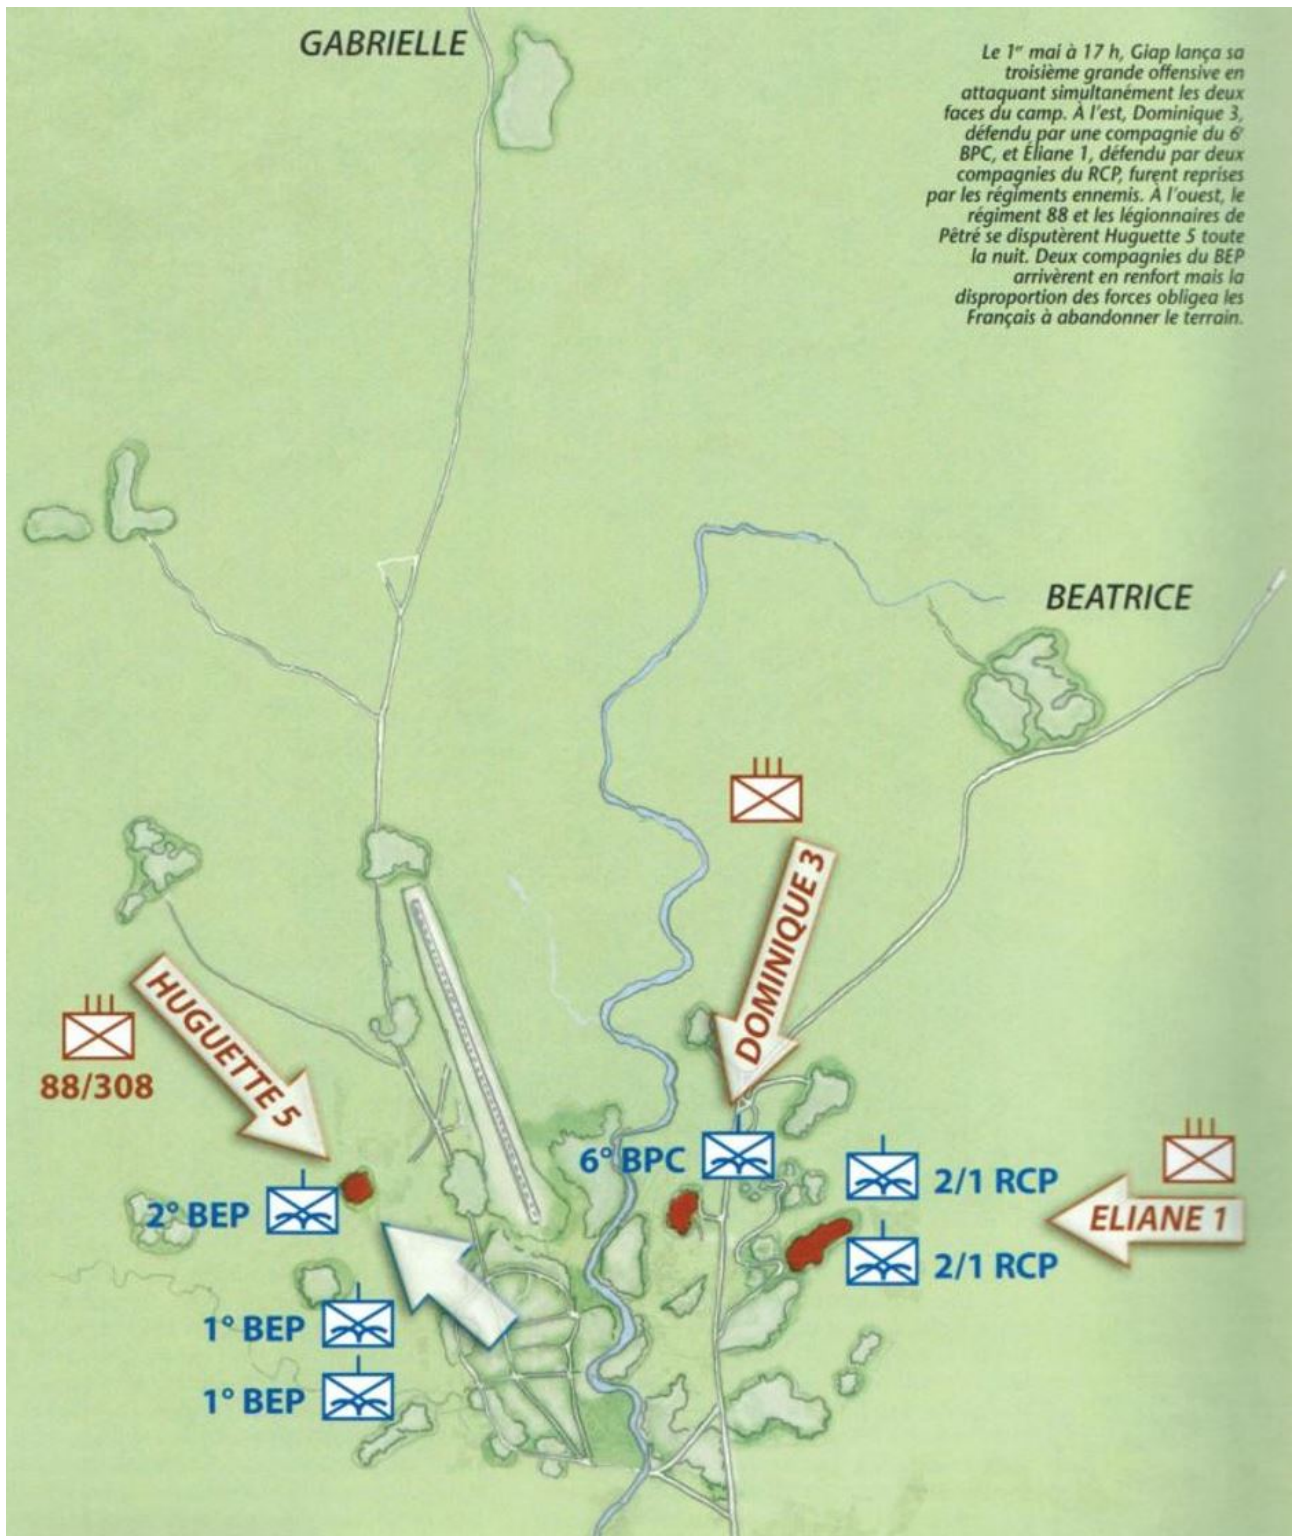 GABRIELLE
Le 1er mai à 17 h, Giap lança sa
troisième grande offensive en
attaquant simultanément les deux
faces du camp. À l'est, Dominique 3,
défendu par une compagnie du 6e
BPC, et Éliane 1, défendu par deux
compagnies du RCP, furent reprises
par les régiments ennemis. À l'ouest, le
régiment 88 et les légionnaires de
Pêtré se disputèrent Huguette 5 toute
la nuit. Deux compagnies du BEP
arrivèrent en renfort mais la
disproportion des forces obligea les
Français à abandonner le terrain.
BEATRICE
DOMINIQUE 3
HUGUETTE 5
88/308
6° BPC
2/1 RCP
2° BEP
ELIANE 1
2/1 RCP
1° BEP
1° BEP